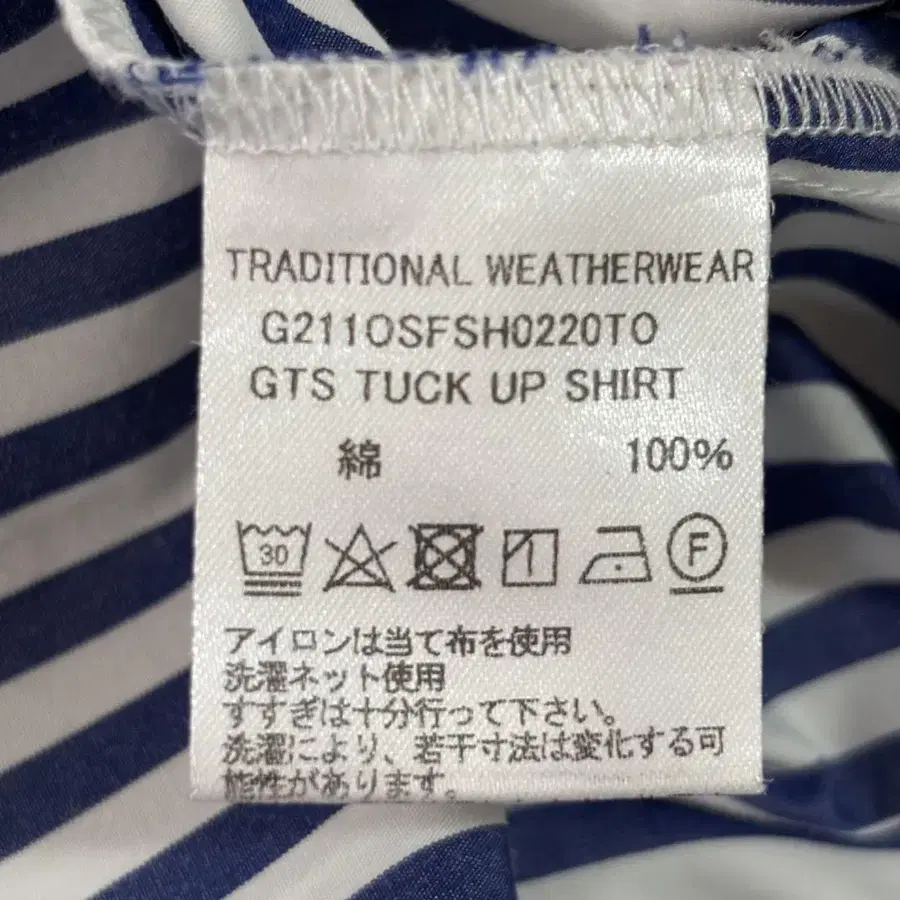 TRADITIONAL WEATHERWEAR
G211OSFSH0220TO
GTS TUCK UP SHIRT
綿 100%
30 F
アイロンは当て布を使用
洗濯ネット使用
すすぎは十分行って下さい。
洗濯により、若干寸法は変化する可
能性があります。